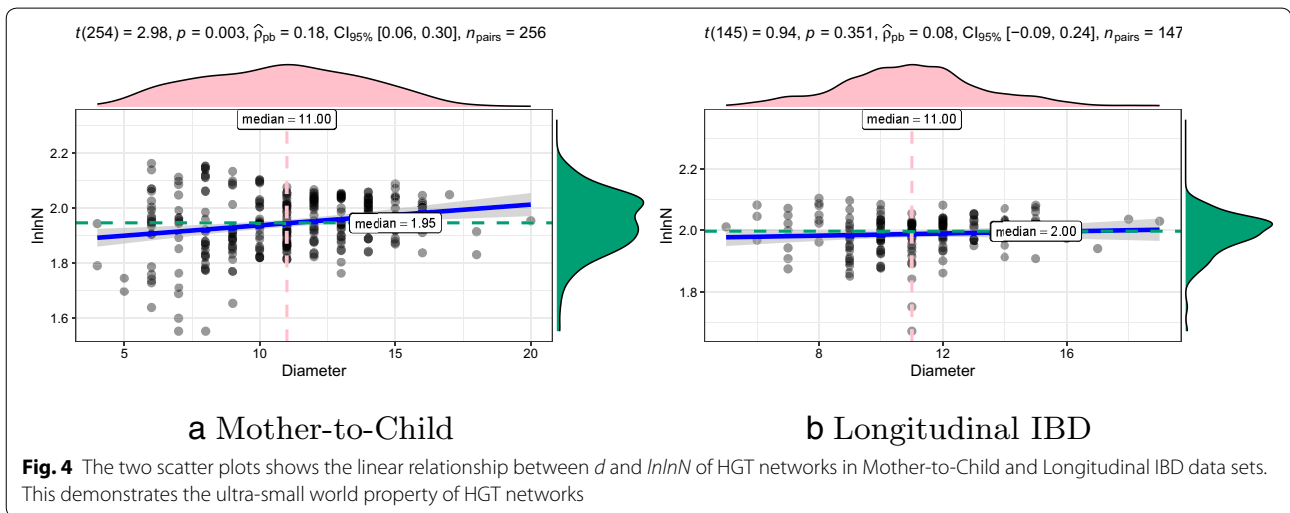 t(254) = 2.98, p = 0.003, ρ̂pb = 0.18, CI95% [0.06, 0.30], npairs = 256
median = 11.00
2.2
2.0
1.8
1.6
lnlnN
median = 1.95
5 10 15 20
Diameter
a Mother-to-Child
t(145) = 0.94, p = 0.351, ρ̂pb = 0.08, CI95% [−0.09, 0.24], npairs = 147
median = 11.00
2.2
2.0
1.8
lnlnN
median = 2.00
8 12 16
Diameter
b Longitudinal IBD
Fig. 4 The two scatter plots shows the linear relationship between d and lnlnN of HGT networks in Mother-to-Child and Longitudinal IBD data sets.
This demonstrates the ultra-small world property of HGT networks